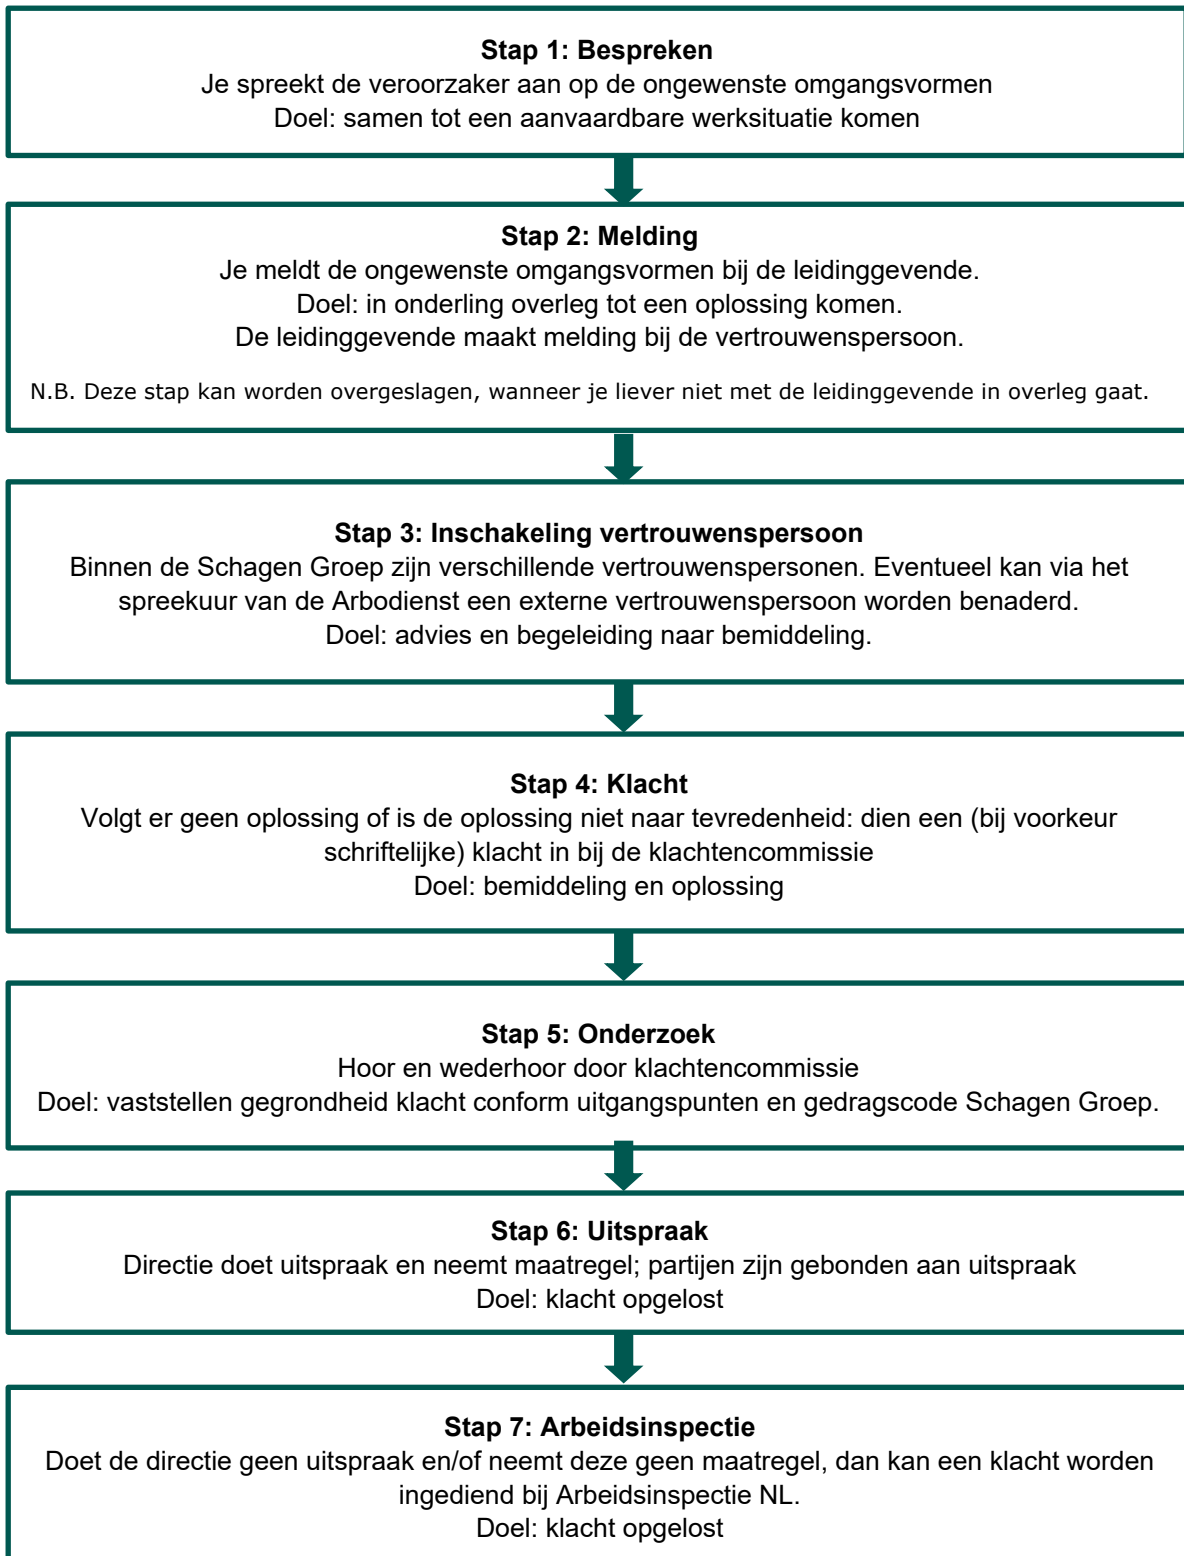 Stap 1: Bespreken
Je spreekt de veroorzaker aan op de ongewenste omgangsvormen
Doel: samen tot een aanvaardbare werksituatie komen
Stap 2: Melding
Je meldt de ongewenste omgangsvormen bij de leidinggevende.
Doel: in onderling overleg tot een oplossing komen.
De leidinggevende maakt melding bij de vertrouwenspersoon.
N.B. Deze stap kan worden overgeslagen, wanneer je liever niet met de leidinggevende in overleg gaat.
Stap 3: Inschakeling vertrouwenspersoon
Binnen de Schagen Groep zijn verschillende vertrouwenspersonen. Eventueel kan via het
spreekuur van de Arbodienst een externe vertrouwenspersoon worden benaderd.
Doel: advies en begeleiding naar bemiddeling.
Stap 4: Klacht
Volgt er geen oplossing of is de oplossing niet naar tevredenheid: dien een (bij voorkeur
schriftelijke) klacht in bij de klachtencommissie
Doel: bemiddeling en oplossing
Stap 5: Onderzoek
Hoor en wederhoor door klachtencommissie
Doel: vaststellen gegrondheid klacht conform uitgangspunten en gedragscode Schagen Groep.
Stap 6: Uitspraak
Directie doet uitspraak en neemt maatregel; partijen zijn gebonden aan uitspraak
Doel: klacht opgelost
Stap 7: Arbeidsinspectie
Doet de directie geen uitspraak en/of neemt deze geen maatregel, dan kan een klacht worden
ingediend bij Arbeidsinspectie NL.
Doel: klacht opgelost